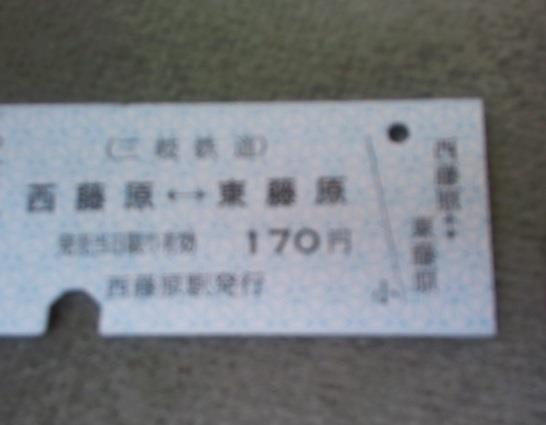 (三岐鉄道)
西藤原↔東藤原
発売当日限り有効 170円
西藤原駅発行
西藤原↔
東藤原
小